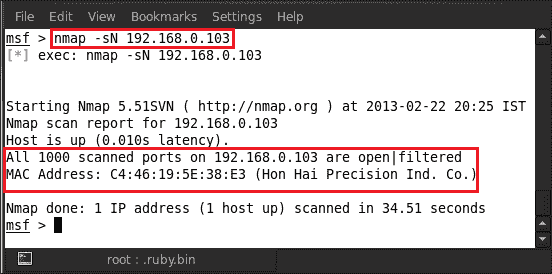 File Edit View Bookmarks Settings Help
msf > nmap -sN 192.168.0.103
[*] exec: nmap -sN 192.168.0.103
Starting Nmap 5.51SVN ( http://nmap.org ) at 2013-02-22 20:25 IST
Nmap scan report for 192.168.0.103
Host is up (0.010s latency).
All 1000 scanned ports on 192.168.0.103 are open|filtered
MAC Address: C4:46:19:5E:38:E3 (Hon Hai Precision Ind. Co.)
Nmap done: 1 IP address (1 host up) scanned in 34.51 seconds
msf >
root : .ruby.bin